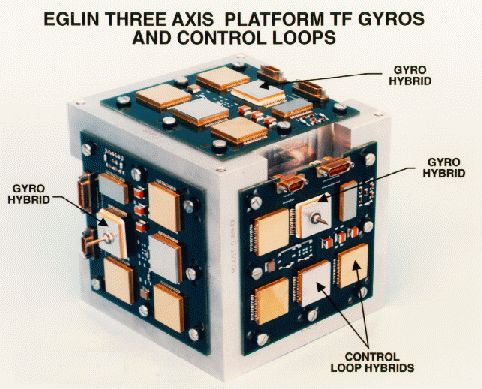 EGLIN THREE AXIS PLATFORM TF GYROS
AND CONTROL LOOPS
GYRO
HYBRID
GYRO
HYBRID
GYRO
HYBRID
CONTROL
LOOP HYBRIDS